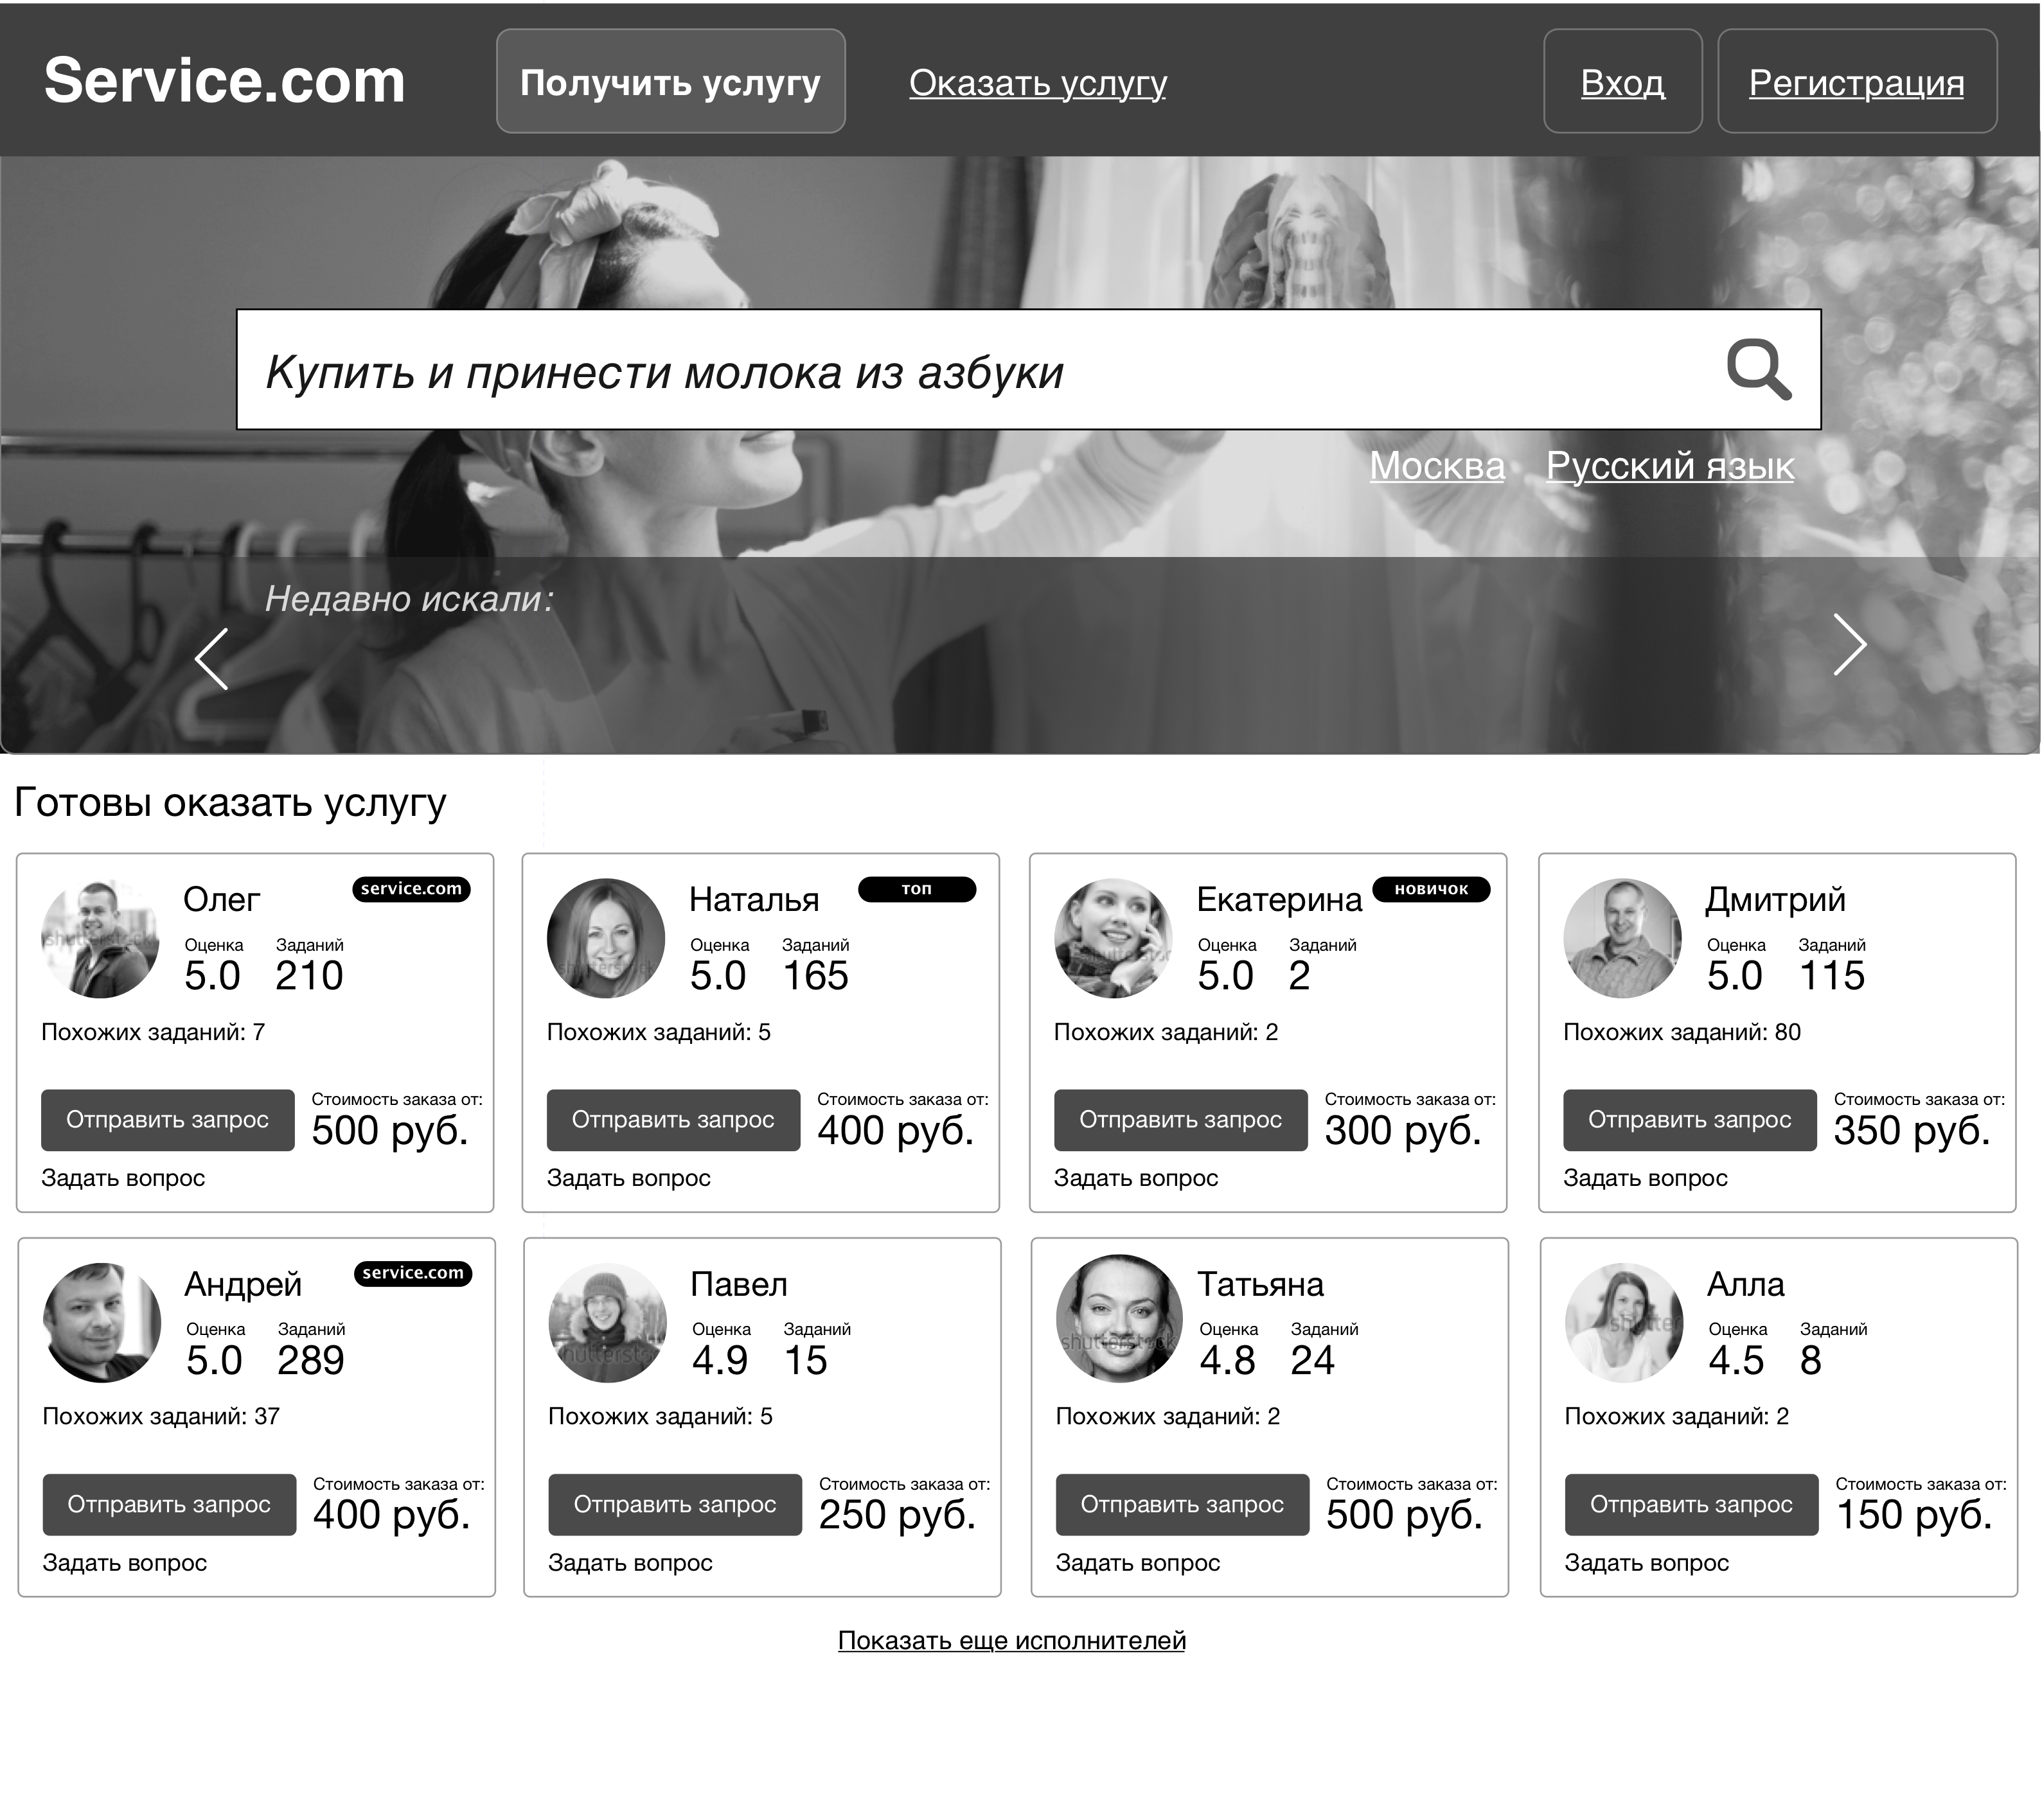 Service.com
Получить услугу
Оказать услугу
Вход
Регистрация
Купить и принести молока из азбуки
Москва
Русский язык
Недавно искали:
Готовы оказать услугу
Олег
service.com
Оценка Заданий
5.0 210
Похожих заданий: 7
Отправить запрос
Стоимость заказа от:
500 руб.
Задать вопрос
Наталья
топ
Оценка Заданий
5.0 165
Похожих заданий: 5
Отправить запрос
Стоимость заказа от:
400 руб.
Задать вопрос
Екатерина
новичок
Оценка Заданий
5.0 2
Похожих заданий: 2
Отправить запрос
Стоимость заказа от:
300 руб.
Задать вопрос
Дмитрий
Оценка Заданий
5.0 115
Похожих заданий: 80
Отправить запрос
Стоимость заказа от:
350 руб.
Задать вопрос
Андрей
service.com
Оценка Заданий
5.0 289
Похожих заданий: 37
Отправить запрос
Стоимость заказа от:
400 руб.
Задать вопрос
Павел
Оценка Заданий
4.9 15
Похожих заданий: 5
Отправить запрос
Стоимость заказа от:
250 руб.
Задать вопрос
shutterstock
Татьяна
Оценка Заданий
4.8 24
Похожих заданий: 2
Отправить запрос
Стоимость заказа от:
500 руб.
Задать вопрос
Алла
Оценка Заданий
4.5 8
Похожих заданий: 2
Отправить запрос
Стоимость заказа от:
150 руб.
Задать вопрос
Показать еще исполнителей